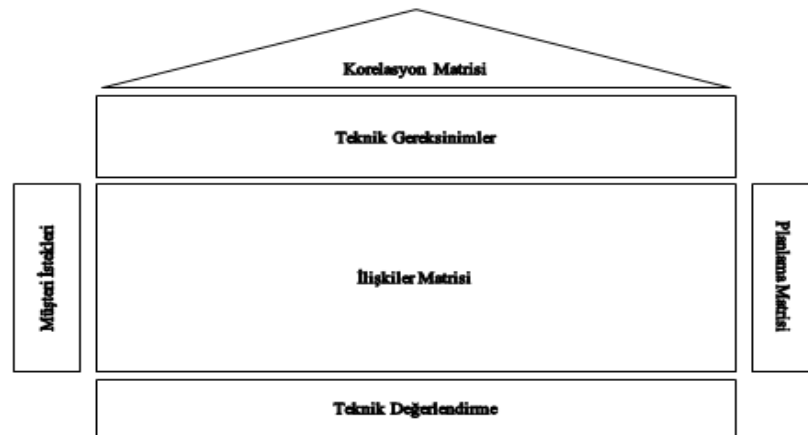 Korelasyon Matrisi
Teknik Gereksinimler
Müşteri İstekleri
İlişkiler Matrisi
Planlama Matrisi
Teknik Değerlendirme